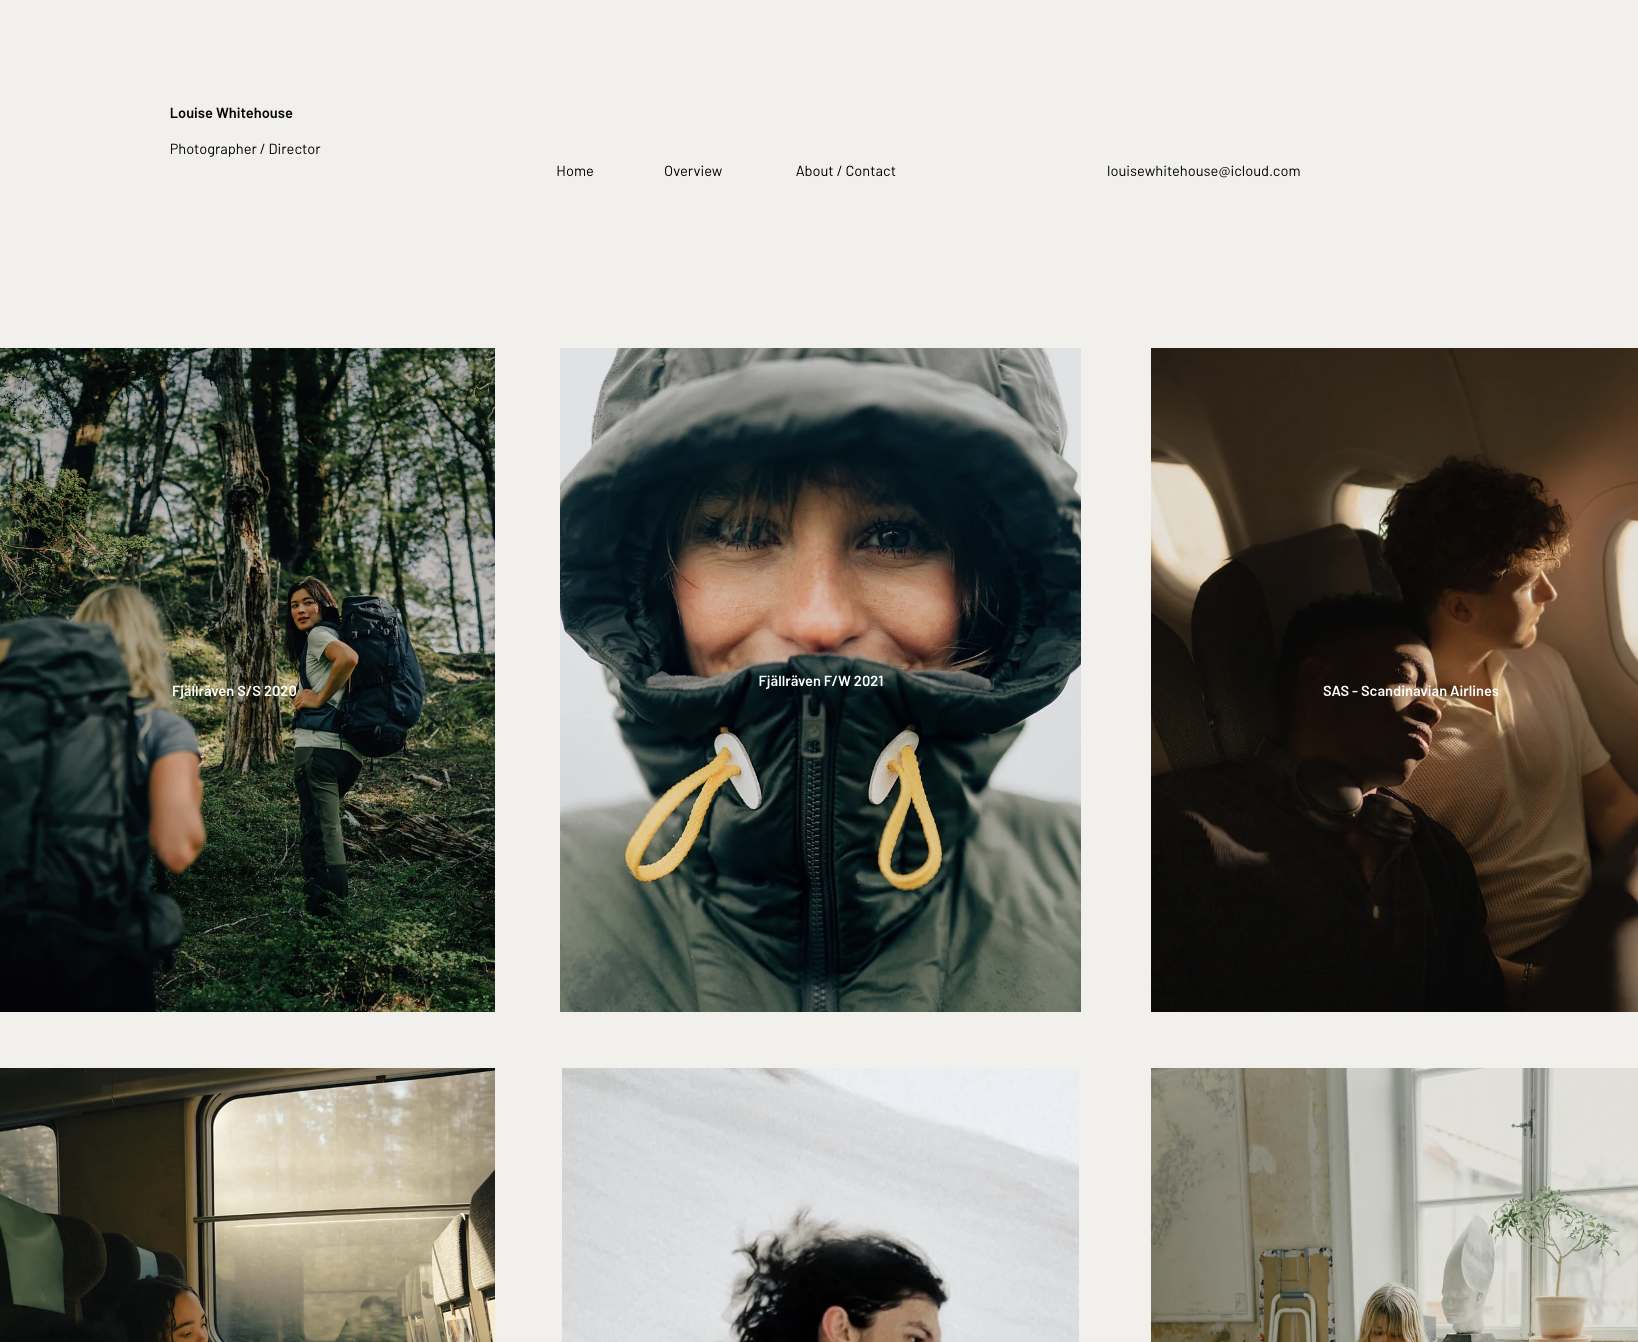 Louise Whitehouse
Photographer / Director
Home
Overview
About / Contact
louisewhitehouse@icloud.com
Fjällräven S/S 2020
Fjällräven F/W 2021
SAS - Scandinavian Airlines